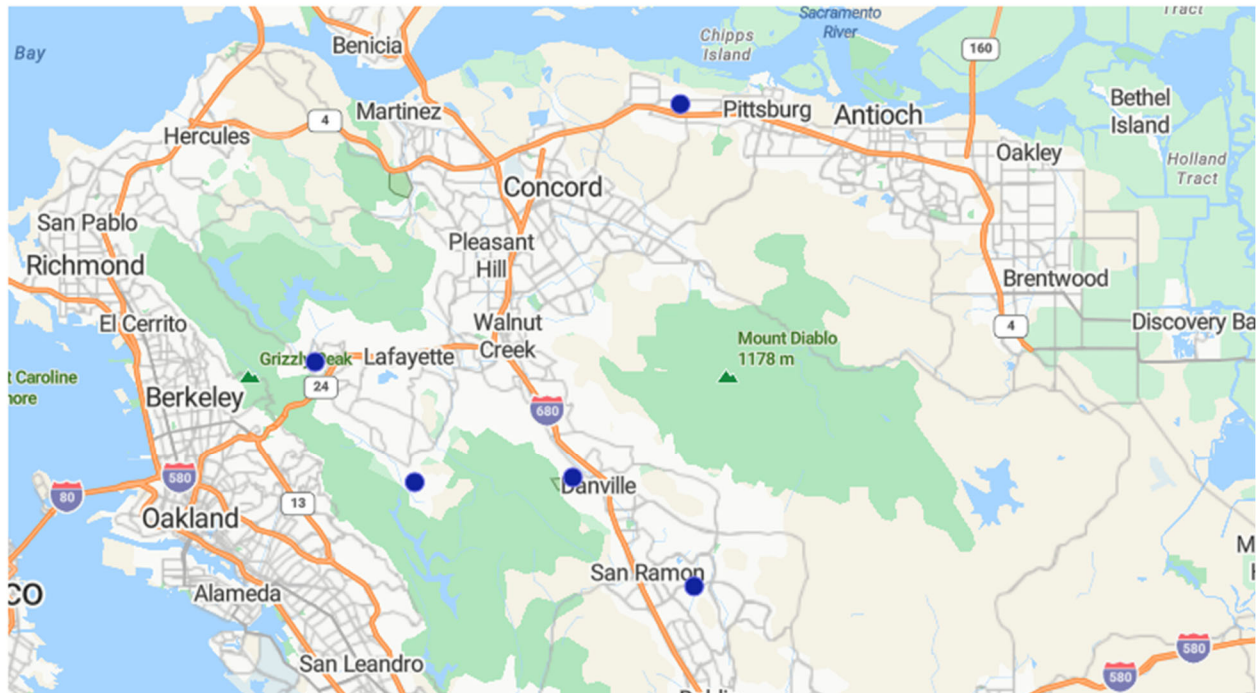 Sacramento
River
Tract
Bay
Benicia
Chipps
Island
160
Martinez
4
Pittsburg
Antioch
Bethel
Island
Hercules
Oakley
Holland
Tract
Concord
San Pablo
Pleasant
Hill
Richmond
Brentwood
El Cerrito
Walnut
Creek
4
Discovery Ba
Mount Diablo
1178 m
Lafayette
t Caroline
hore
24
Berkeley
680
580
80
13
Danville
Oakland
M
San Ramon
CO
Alameda
580
San Leandro
580